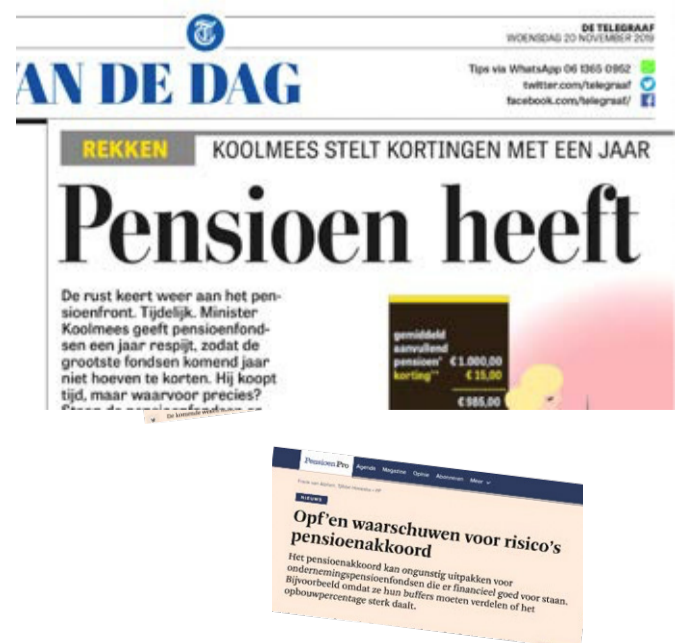 DE TELEGRAAF
WOENSDAG 20 NOVEMBER 2019
AN DE DAG
Tips via WhatsApp 06 1365 0952
twitter.com/telegraaf
facebook.com/telegraaf/
REKKEN KOOLMEES STELT KORTINGEN MET EEN JAAR
Pensioen heeft
De rust keert weer aan het pen-
sioenfront. Tijdelijk. Minister
Koolmees geeft pensioenfond-
sen een jaar respijt, zodat de
grootste fondsen komend jaar
niet hoeven te korten. Hij koopt
tijd, maar waarvoor precies?
gemiddeld
aanvullend
pensioen* €1.000,00
korting** €15,00
€985,00
De komende
Pensioen Pro Agenda Magazine Opinie Abonneren Meer
NIEUWS
Opf'en waarschuwen voor risico's
pensioenakkoord
Het pensioenakkoord kan ongunstig uitpakken voor
ondernemingspensioenfondsen die er financieel goed voor staan.
Bijvoorbeeld omdat ze hun buffers moeten verdelen of het
opbouwpercentage sterk daalt.